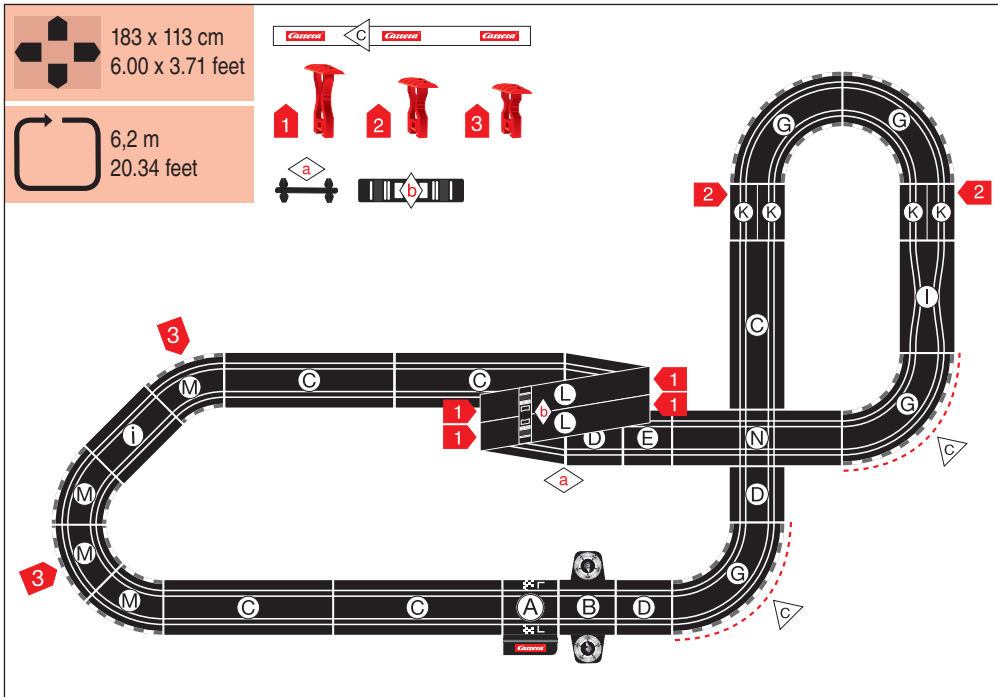 183 x 113 cm
6.00 x 3.71 feet
6,2 m
20.34 feet
Carrera C Carrera Carrera
1 2 3
a
b
G G
2 K K K K 2
C I
3
M C C
L 1
1 b L 1
1
i D E N G
C
a
M D
M
3
M C C A B D G
C
Carrera